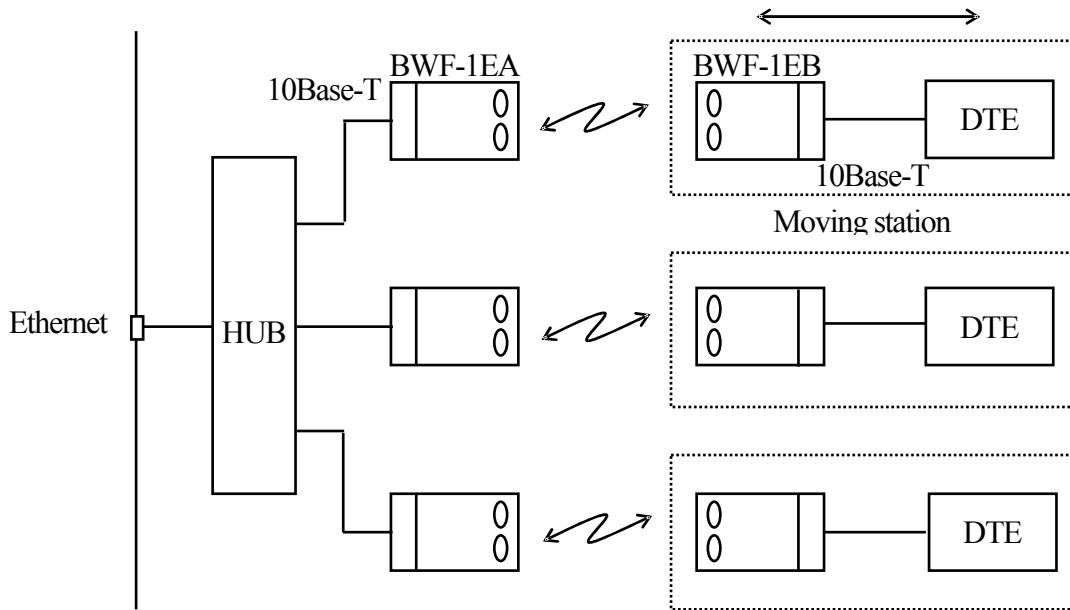 BWF-1EA
BWF-1EB
10Base-T
DTE
10Base-T
Moving station
Ethernet
HUB
DTE
DTE